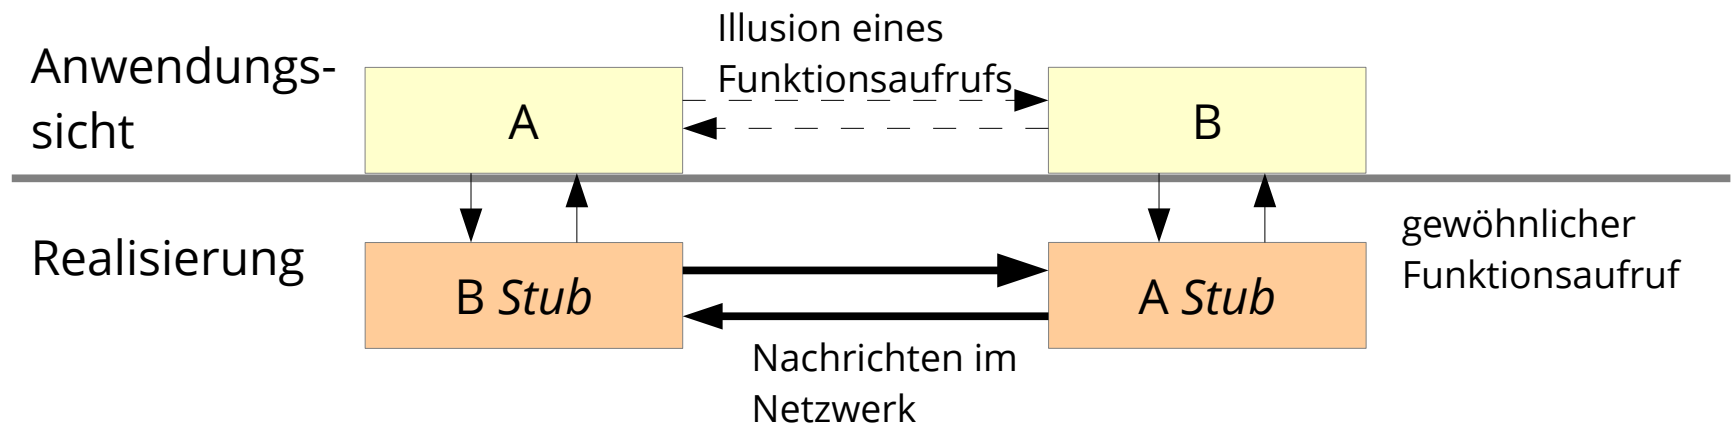 Illusion eines
Funktionsaufrufs
Anwendungs-
sicht
A
B
Realisierung
B Stub
A Stub
gewöhnlicher
Funktionsaufruf
Nachrichten im
Netzwerk